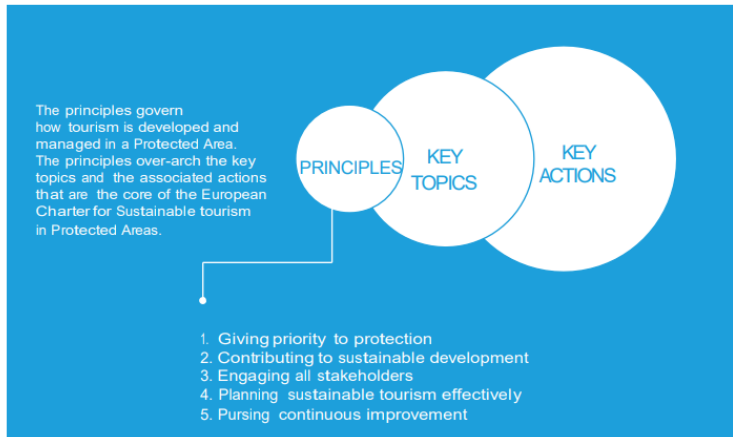 The principles govern
how tourism is developed and
managed in a Protected Area.
The principles over-arch the key
topics and the associated actions
that are the core of the European
Charter for Sustainable tourism
in Protected Areas.
PRINCIPLES
KEY
TOPICS
KEY
ACTIONS
1. Giving priority to protection
2. Contributing to sustainable development
3. Engaging all stakeholders
4. Planning sustainable tourism effectively
5. Pursing continuous improvement